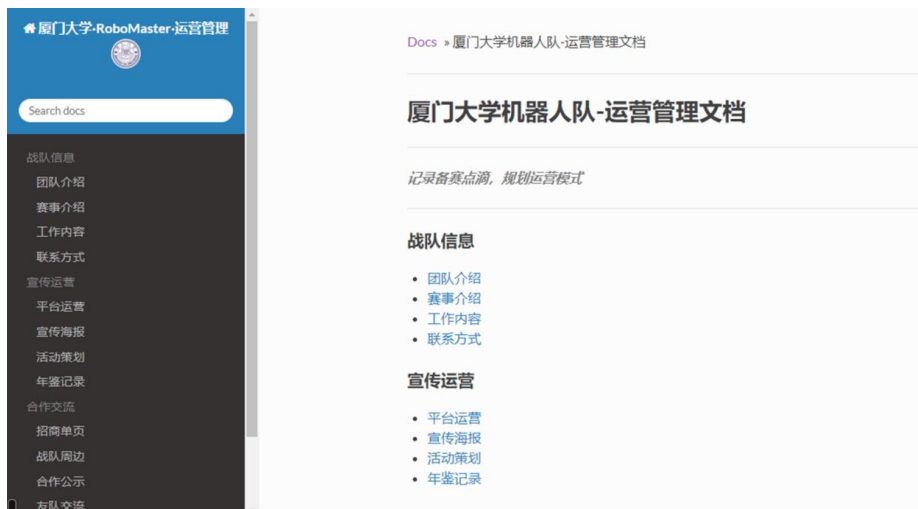 厦门大学·RoboMaster·运营管理
Search docs
战队信息
团队介绍
赛事介绍
工作内容
联系方式
宣传运营
平台运营
宣传海报
活动策划
年鉴记录
合作交流
招商单页
战队周边
合作公示
友队交流
Docs » 厦门大学机器人队-运营管理文档
厦门大学机器人队-运营管理文档
记录备赛点滴，规划运营模式
战队信息
• 团队介绍
• 赛事介绍
• 工作内容
• 联系方式
宣传运营
• 平台运营
• 宣传海报
• 活动策划
• 年鉴记录